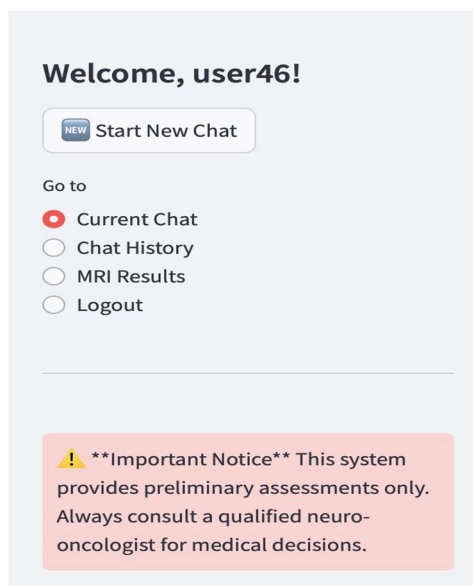 Welcome, user46!
NEW Start New Chat
Go to
Current Chat
Chat History
MRI Results
Logout
**Important Notice** This system
provides preliminary assessments only.
Always consult a qualified neuro-
oncologist for medical decisions.